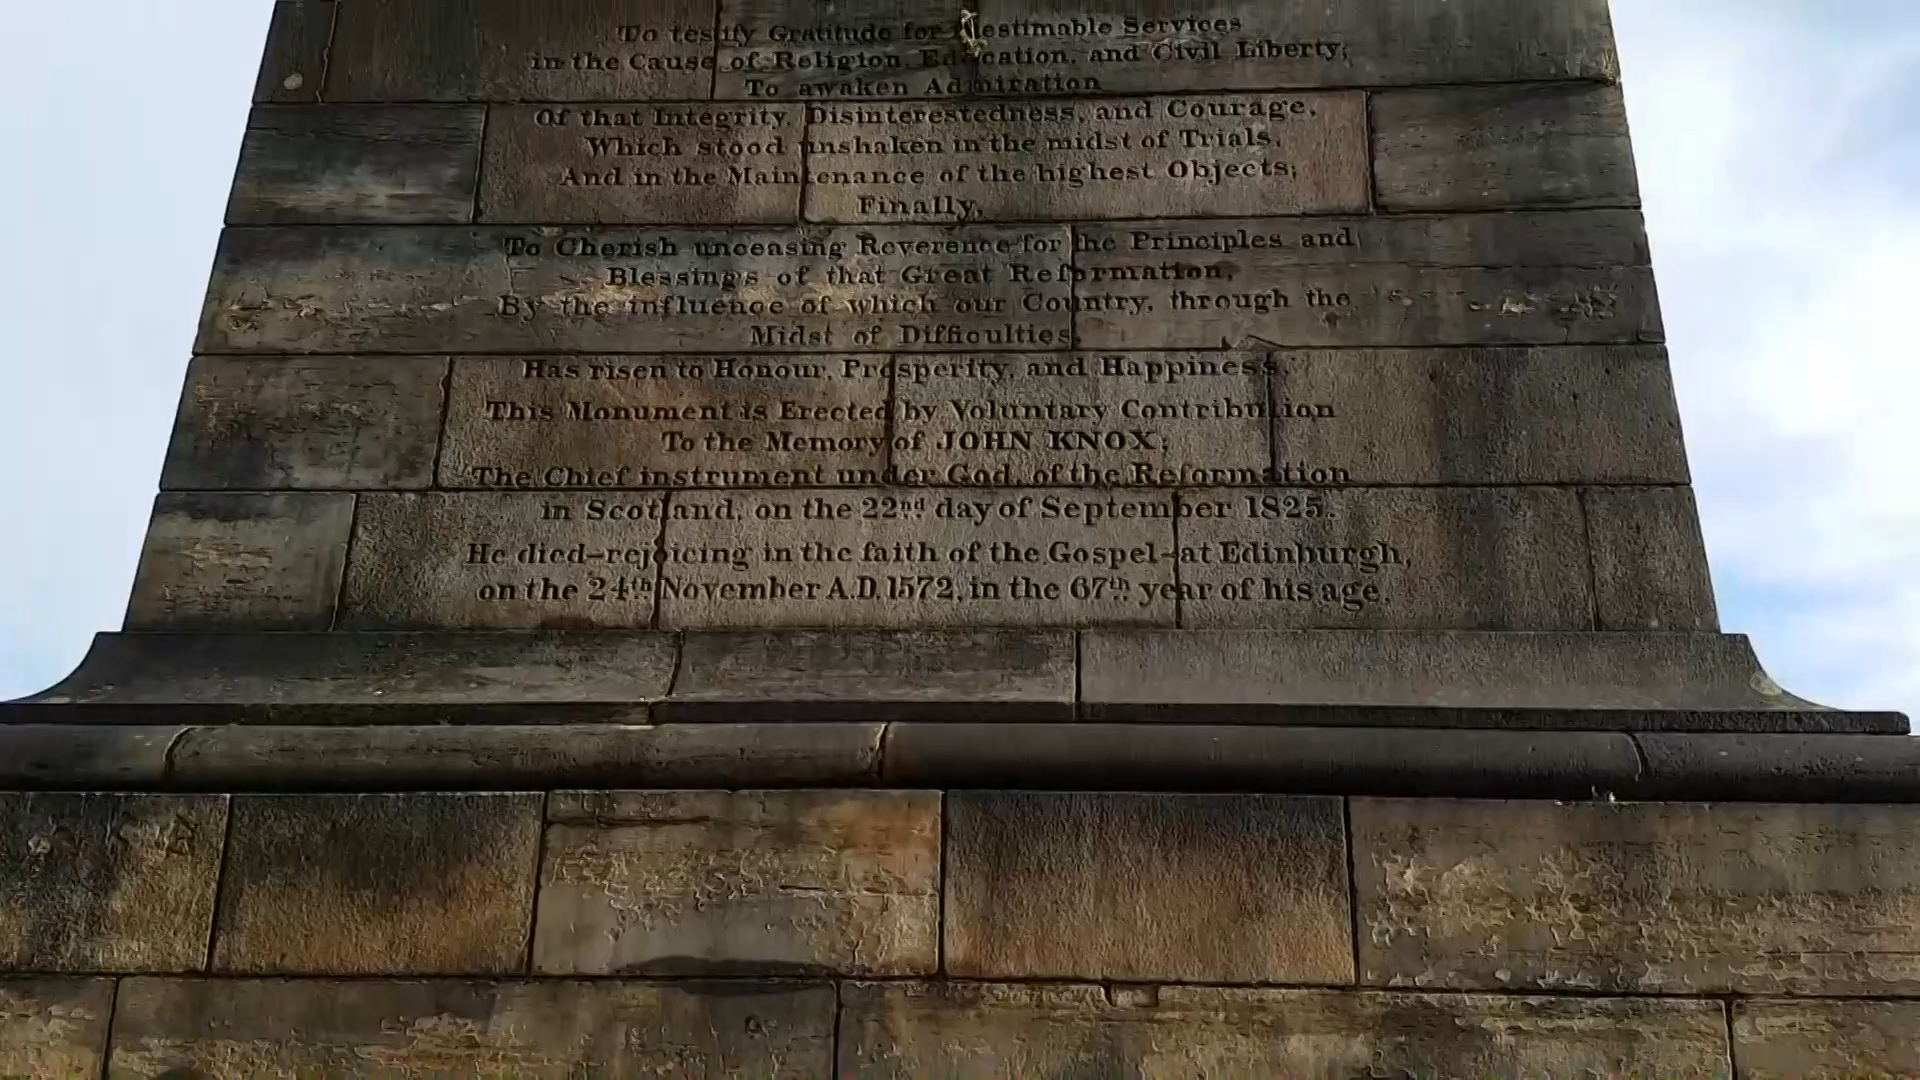 To testify Gratitude for Inestimable Services
in the Cause of Religion, Education, and Civil Liberty;
To awaken Admiration
Of that Integrity, Disinterestedness, and Courage,
Which stood unshaken in the midst of Trials,
And in the Maintenance of the highest Objects;
Finally,
To Cherish unceasing Reverence for the Principles and
Blessings of that Great Reformation,
By the influence of which our Country, through the
Midst of Difficulties,
Has risen to Honour, Prosperity, and Happiness,
This Monument is Erected by Voluntary Contribution
To the Memory of JOHN KNOX;
The Chief instrument under God, of the Reformation
in Scotland, on the 22nd day of September 1825.
He died-rejoicing in the faith of the Gospel-at Edinburgh,
on the 24th November A.D. 1572, in the 67th year of his age.